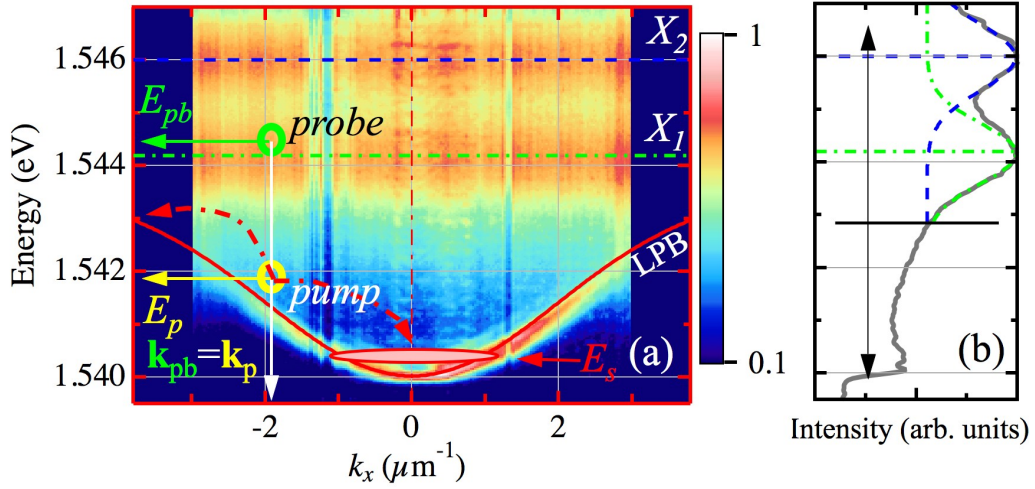 1.546
1.544
1.542
1.540
Energy (eV)
X2
X1
Epb
probe
LPB
Ep
pump
kpb=kp
Es
(a)
-2
0
2
kx (μm-1)
1
0.1
(b)
Intensity (arb. units)